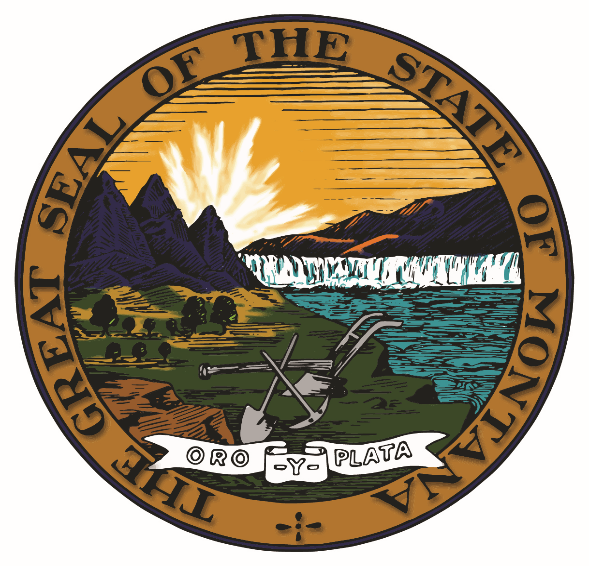 THE GREAT SEAL OF THE STATE OF MONTANA
ORO -Y- PLATA